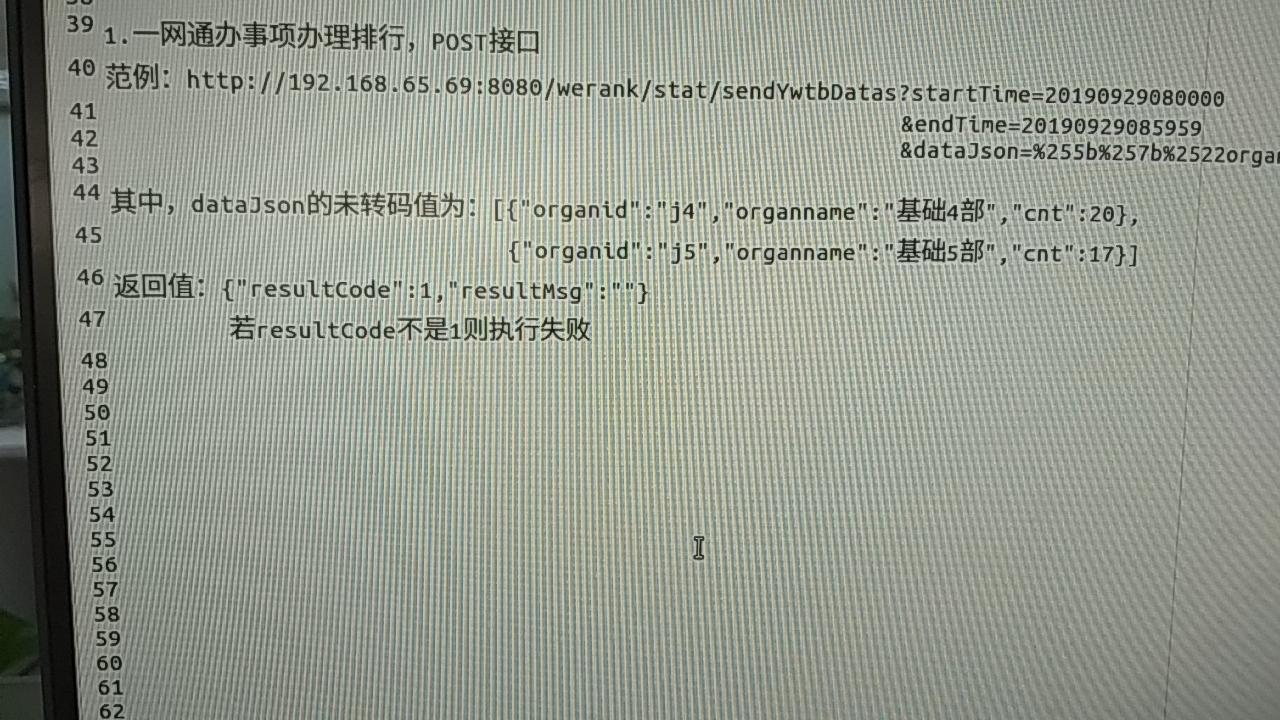 39 1.一网通办事项办理排行，POST接口
40 范例：http://192.168.65.69:8080/werank/stat/sendYwtbDatas?startTime=20190929080000
41 &endTime=20190929085959
42 &dataJson=%255b%257b%2522organ
43
44 其中，dataJson的未转码值为：[{"organid":"j4","organname":"基础4部","cnt":20},
45 {"organid":"j5","organname":"基础5部","cnt":17}]
46 返回值：{"resultCode":1,"resultMsg":""}
47 若resultCode不是1则执行失败
48
49
50
51
52
53
54
55
56
57
58
59
60
61
62